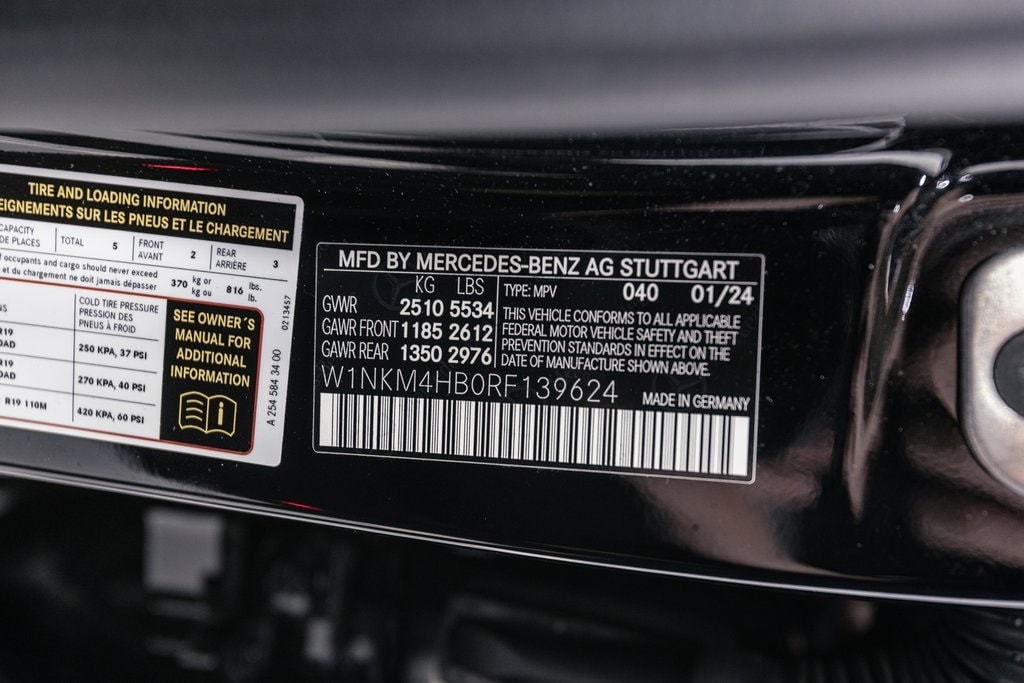 TIRE AND LOADING INFORMATION
EIGNEMENTS SUR LES PNEUS ET LE CHARGEMENT
CAPACITY
DE PLACES
TOTAL 5
FRONT
AVANT 2
REAR
ARRIÈRE 3
f occupants and cargo should never exceed
et du chargement ne doit jamais dépasser
370 kg or
kg ou
816 lbs.
lb.
COLD TIRE PRESSURE
PRESSION DES
PNEUS À FROID
R19
250 KPA, 37 PSI
R19
270 KPA, 40 PSI
R19 110M
420 KPA, 60 PSI
SEE OWNER´S
MANUAL FOR
ADDITIONAL
INFORMATION
0213457
A 254 584 34 00
MFD BY MERCEDES-BENZ AG STUTTGART
KG LBS
GWR 2510 5534
GAWR FRONT 1185 2612
GAWR REAR 1350 2976
TYPE: MPV 040 01/24
THIS VEHICLE CONFORMS TO ALL APPLICABLE
FEDERAL MOTOR VEHICLE SAFETY AND THEFT
PREVENTION STANDARDS IN EFFECT ON THE
DATE OF MANUFACTURE SHOWN ABOVE.
W1NKM4HB0RF139624
MADE IN GERMANY